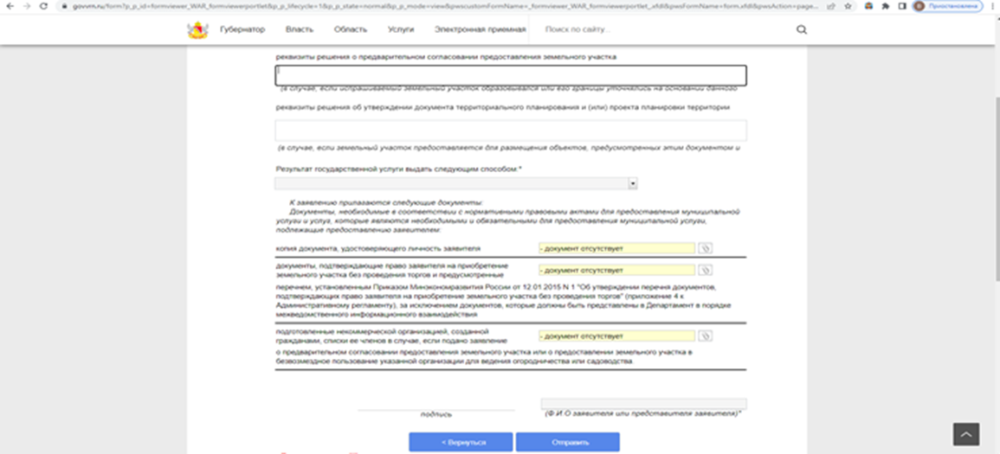 govvrn.ru/form?p_p_id=formviewer_WAR_formviewerportlet&p_p_lifecycle=1&p_p_state=normal&p_p_mode=view&pwscustomFormName=_formviewer_WAR_formviewerportlet_xfdl&pwsFormName=form.xfdl&pwsAction=page...
Приостановлена
Губернатор Власть Область Услуги Электронная приемная Поиск по сайту...
реквизиты решения о предварительном согласовании предоставления земельного участка
(в случае, если испрашиваемый земельный участок образовывался или его границы уточнялись на основании данного
реквизиты решения об утверждении документа территориального планирования и (или) проекта планировки территории
(в случае, если земельный участок предоставляется для размещения объектов, предусмотренных этим документом и
Результат государственной услуги выдать следующим способом:*
К заявлению прилагаются следующие документы:
Документы, необходимые в соответствии с нормативными правовыми актами для предоставления муниципальной
услуги и услуг, которые являются необходимыми и обязательными для предоставления муниципальной услуги,
подлежащие предоставлению заявителем:
копия документа, удостоверяющего личность заявителя - документ отсутствует
документы, подтверждающие право заявителя на приобретение
земельного участка без проведения торгов и предусмотренные - документ отсутствует
перечнем, установленным Приказом Минэкономразвития России от 12.01.2015 N 1 "Об утверждении перечня документов,
подтверждающих право заявителя на приобретение земельного участка без проведения торгов" (приложение 4 к
Административному регламенту), за исключением документов, которые должны быть представлены в Департамент в порядке
межведомственного информационного взаимодействия
подготовленные некоммерческой организацией, созданной
гражданами, списки ее членов в случае, если подано заявление - документ отсутствует
о предварительном согласовании предоставления земельного участка или о предоставлении земельного участка в
безвозмездное пользование указанной организации для ведения огородничества или садоводства.
подпись (Ф.И.О заявителя или представителя заявителя)*
< Вернуться Отправить